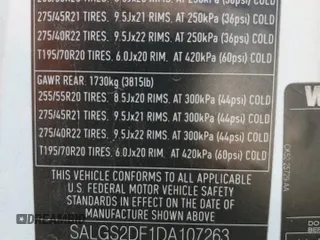 275/45R21 TIRES, 9.5Jx21 RIMS. AT 250kPa (36psi) COLD
275/40R22 TIRES, 9.5Jx22 RIMS. AT 250kPa (36psi) COLD
T195/70R20 TIRES, 6.0Jx20 RIM. AT 420kPa (60psi) COLD
GAWR REAR. 1730kg (3815lb)
255/55R20 TIRES, 8.5Jx20 RIMS, AT 300kPa (44psi) COLD
275/45R21 TIRES, 9.5Jx21 RIMS, AT 300kPa (44psi) COLD
275/40R22 TIRES, 9.5Jx22 RIMS, AT 300kPa (44psi) COLD
T195/70R20 TIRES, 6.0Jx20 RIM. AT 420kPa (60psi) COLD
THIS VEHICLE CONFORMS TO ALL APPLICABLE
U.S. FEDERAL MOTOR VEHICLE SAFETY
STANDARDS IN EFFECT ON THE DATE OF
MANUFACTURE SHOWN ABOVE
SALGS2DF1DA107263